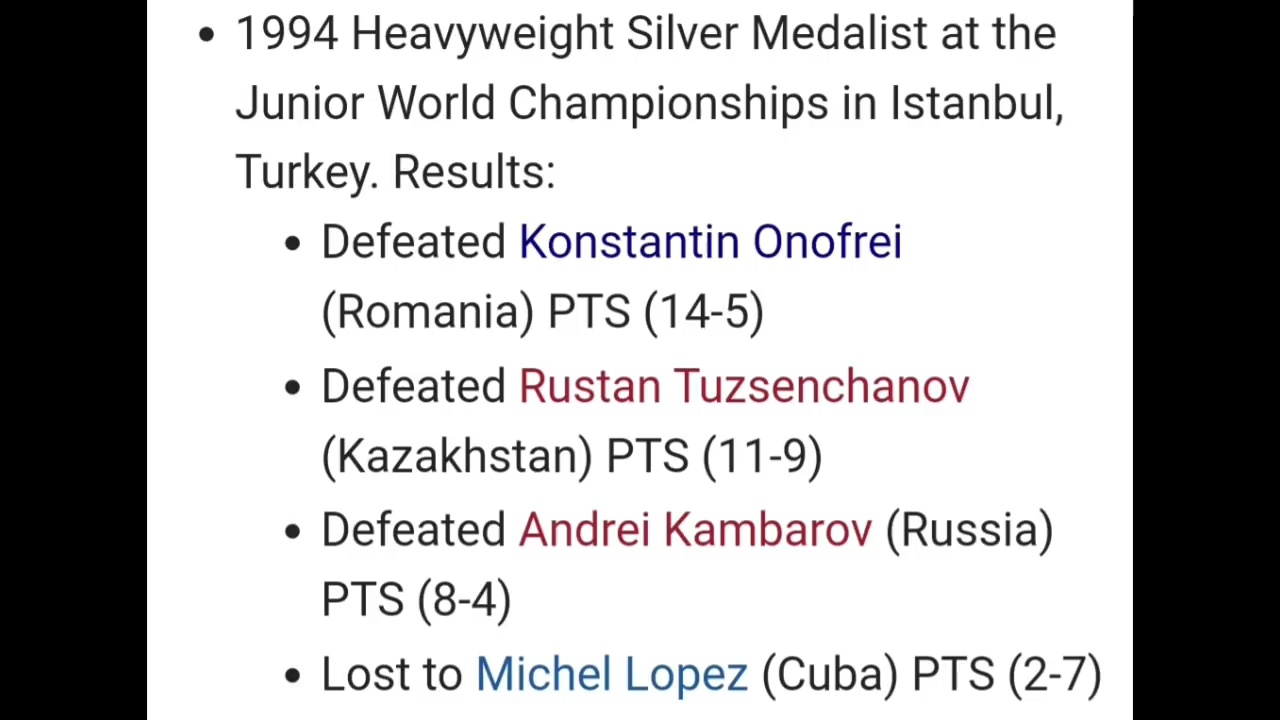 • 1994 Heavyweight Silver Medalist at the
Junior World Championships in Istanbul,
Turkey. Results:
• Defeated Konstantin Onofrei
(Romania) PTS (14-5)
• Defeated Rustan Tuzsenchanov
(Kazakhstan) PTS (11-9)
• Defeated Andrei Kambarov (Russia)
PTS (8-4)
• Lost to Michel Lopez (Cuba) PTS (2-7)